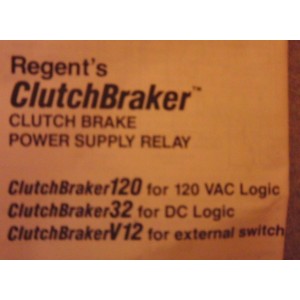 Regent's
ClutchBraker™
CLUTCH BRAKE
POWER SUPPLY RELAY
ClutchBraker120 for 120 VAC Logic
ClutchBraker32 for DC Logic
ClutchBrakerV12 for external switch